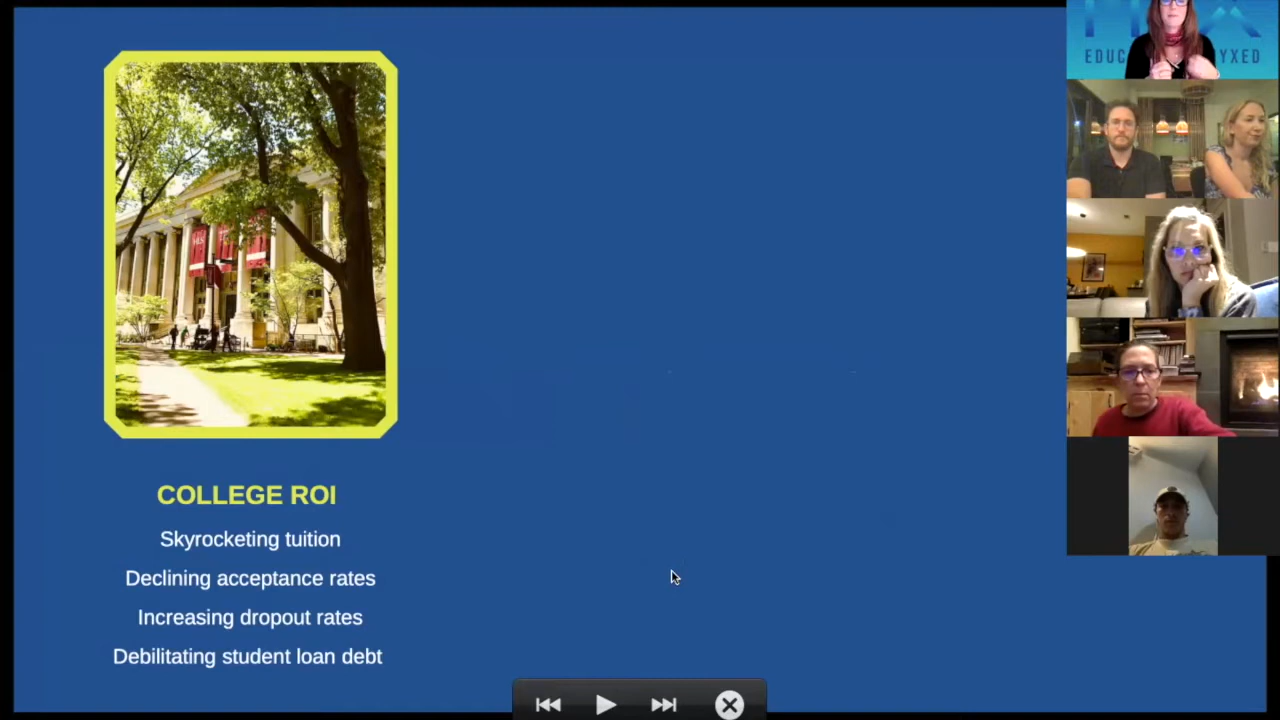 COLLEGE ROI
Skyrocketing tuition
Declining acceptance rates
Increasing dropout rates
Debilitating student loan debt
EDUC
YXED